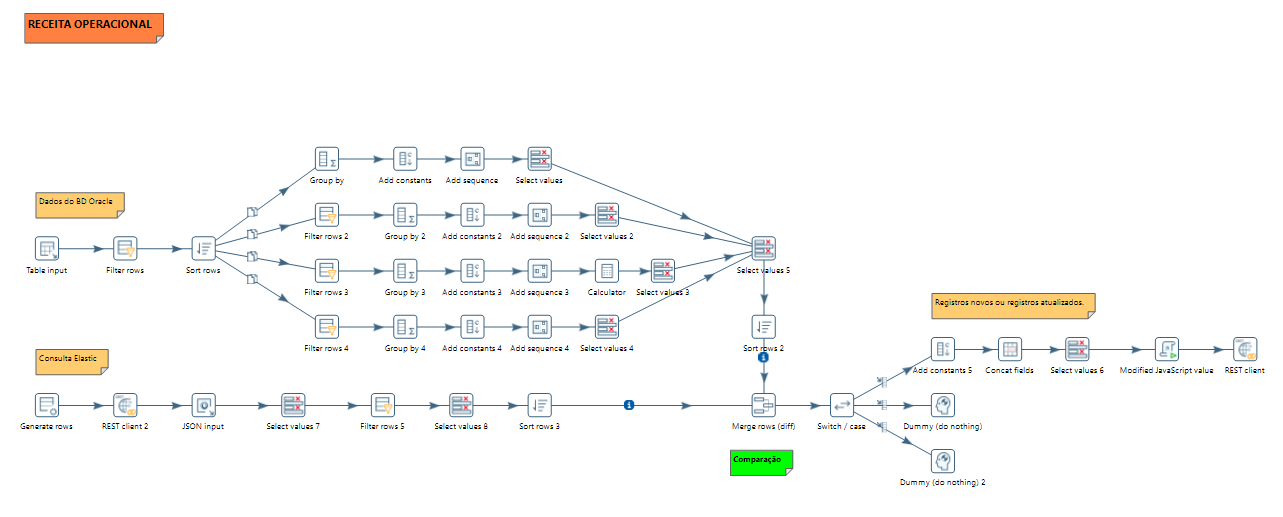 RECEITA OPERACIONAL
Group by
Add constants
Add sequence
Select values
Dados do BD Oracle
Table input
Filter rows
Sort rows
Filter rows 2
Group by 2
Add constants 2
Add sequence 2
Select values 2
Select values 5
Filter rows 3
Group by 3
Add constants 3
Add sequence 3
Calculator
Select values 3
Registros novos ou registros atualizados.
Filter rows 4
Group by 4
Add constants 4
Add sequence 4
Select values 4
Sort rows 2
Consulta Elastic
Add constants 5
Concat fields
Select values 6
Modified JavaScript value
REST client
Generate rows
REST client 2
JSON input
Select values 7
Filter rows 5
Select values 8
Sort rows 3
Merge rows (diff)
Switch / case
Dummy (do nothing)
Comparação
Dummy (do nothing) 2